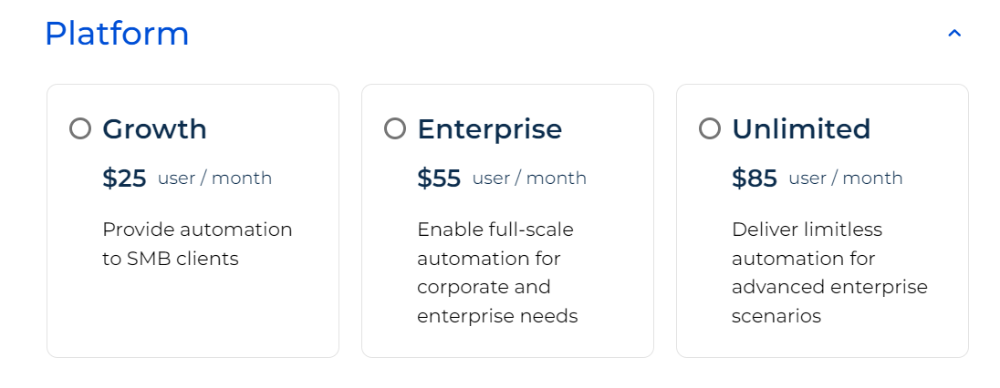 Platform
Growth
$25 user / month
Provide automation
to SMB clients
Enterprise
$55 user / month
Enable full-scale
automation for
corporate and
enterprise needs
Unlimited
$85 user / month
Deliver limitless
automation for
advanced enterprise
scenarios